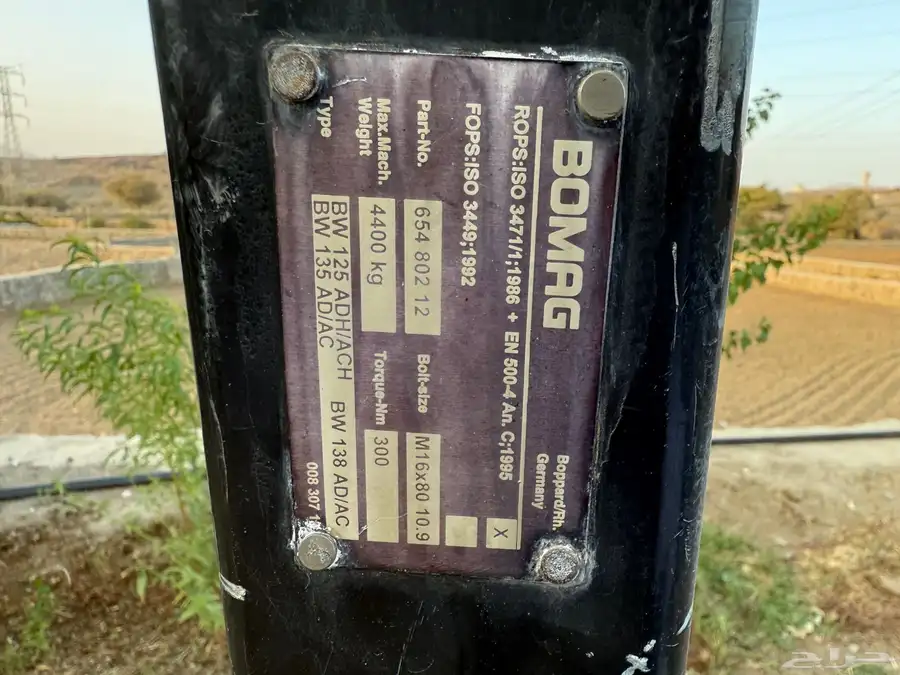 BOMAG
Boppard/Rh.
Germany
ROPS:ISO 3471/1;1986 + EN 500-4 An. C;1995 X
FOPS:ISO 3449;1992
Part-No. 654 802 12 Bolt-size M16x80 10.9
Max.Mach. Weight 4400 kg Torque-Nm 300
Type BW 125 ADH/ACH BW 138 AD/AC
BW 135 AD/AC
008 307
حراج